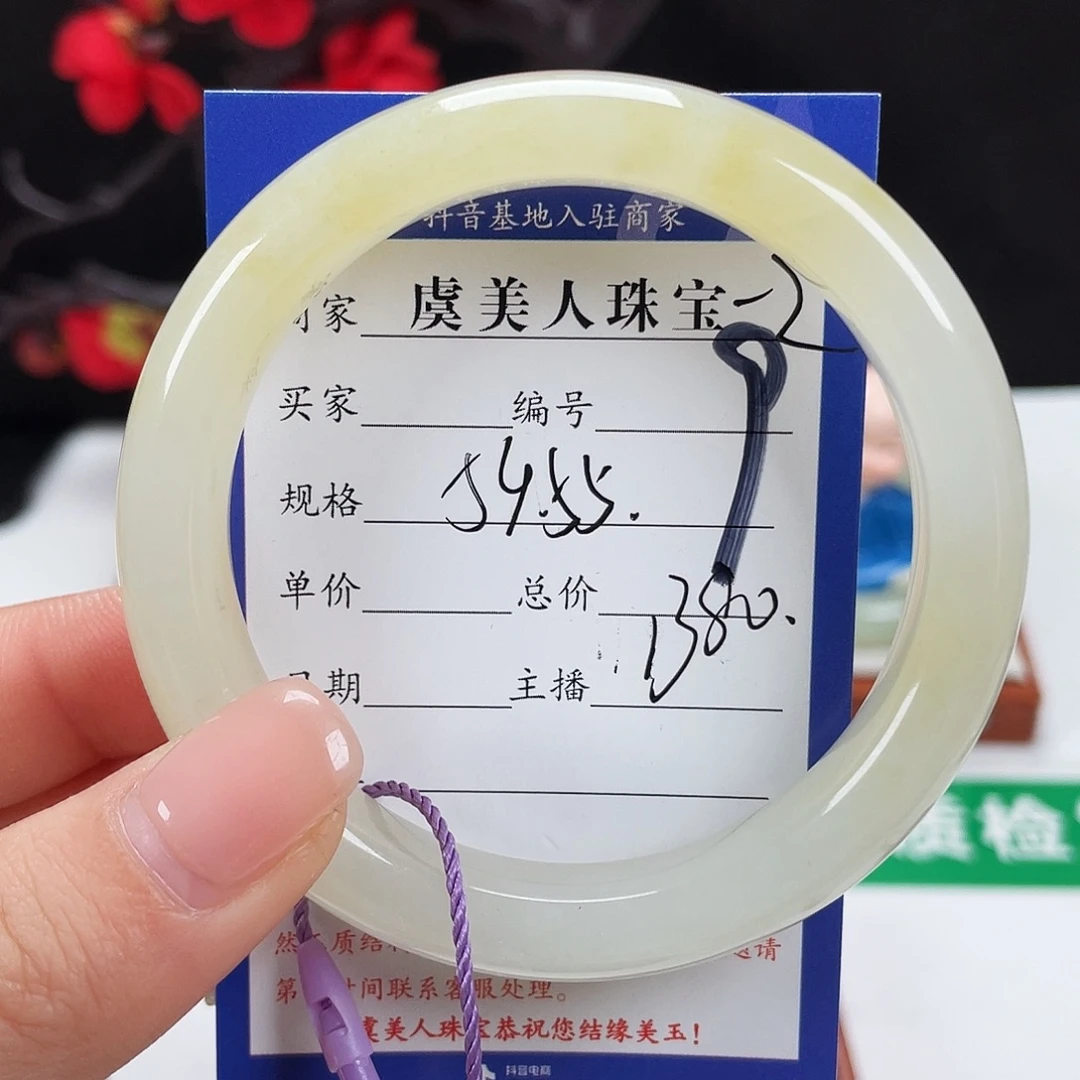 抖音基地入驻商家
商家 虞美人珠宝-2
买家 编号
规格 54.55.
单价 总价 1380.
日期 主播
质检
第 时间联系客服处理。
虞美人珠宝恭祝您结缘美玉!
抖音电商